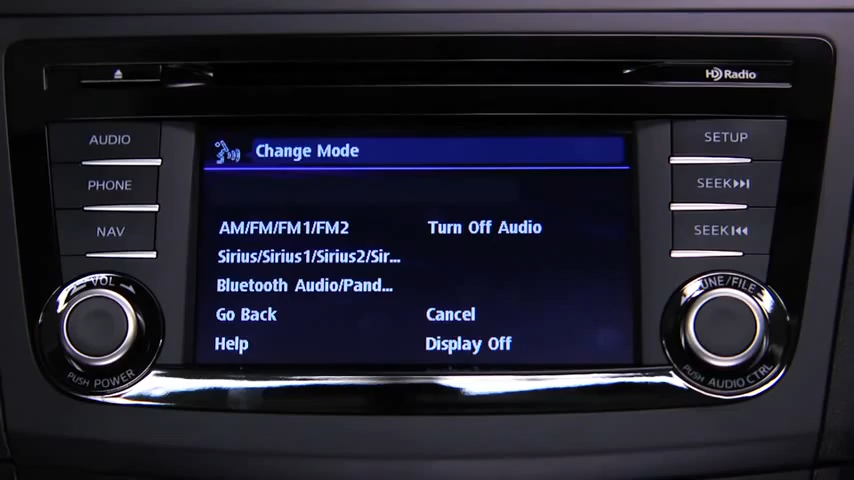 HD Radio
AUDIO
SETUP
PHONE
SEEK
NAV
SEEK
Change Mode
AM/FM/FM1/FM2
Turn Off Audio
Sirius/Sirius1/Sirius2/Sir...
Bluetooth Audio/Pand...
Go Back
Cancel
Help
Display Off
VOL
PUSH POWER
TUNE/FILE
PUSH AUDIO CTRL